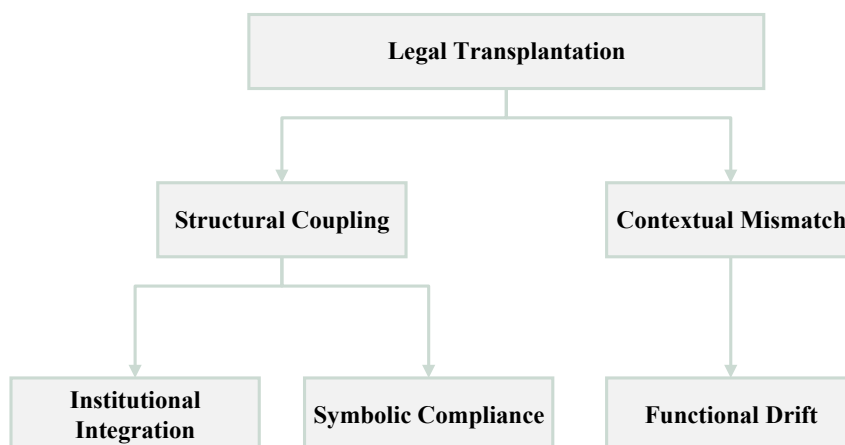 Legal Transplantation
Structural Coupling
Contextual Mismatch
Institutional
Integration
Symbolic Compliance
Functional Drift